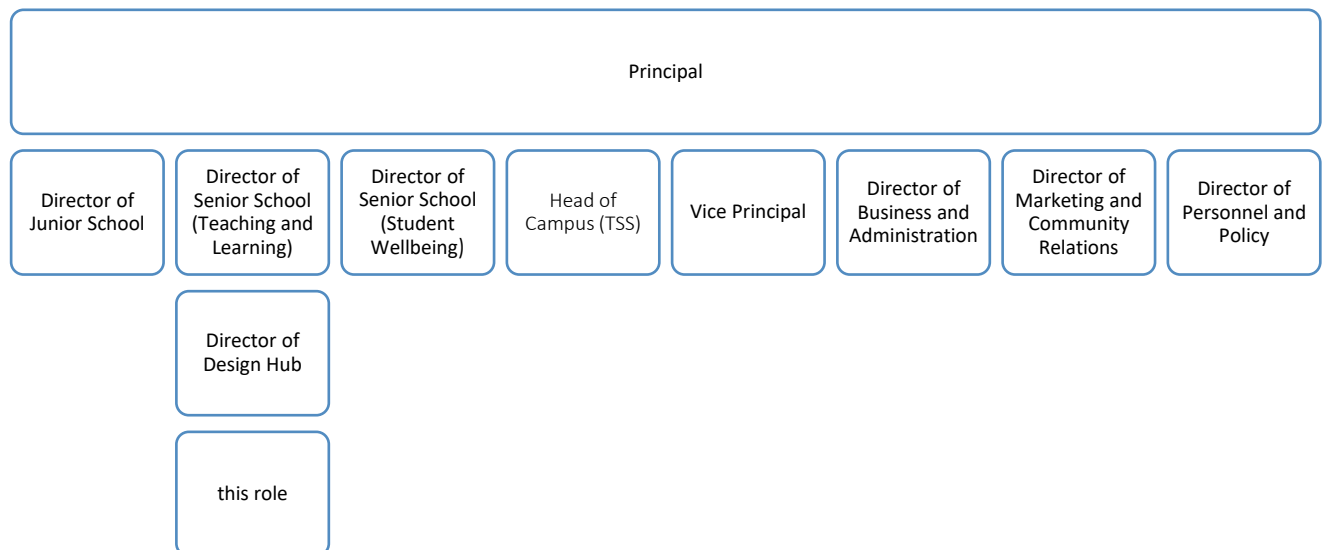 Principal
Director of
Junior School
Director of
Senior School
(Teaching and
Learning)
Director of
Senior School
(Student
Wellbeing)
Head of
Campus (TSS)
Vice Principal
Director of
Business and
Administration
Director of
Marketing and
Community
Relations
Director of
Personnel and
Policy
Director of
Design Hub
this role